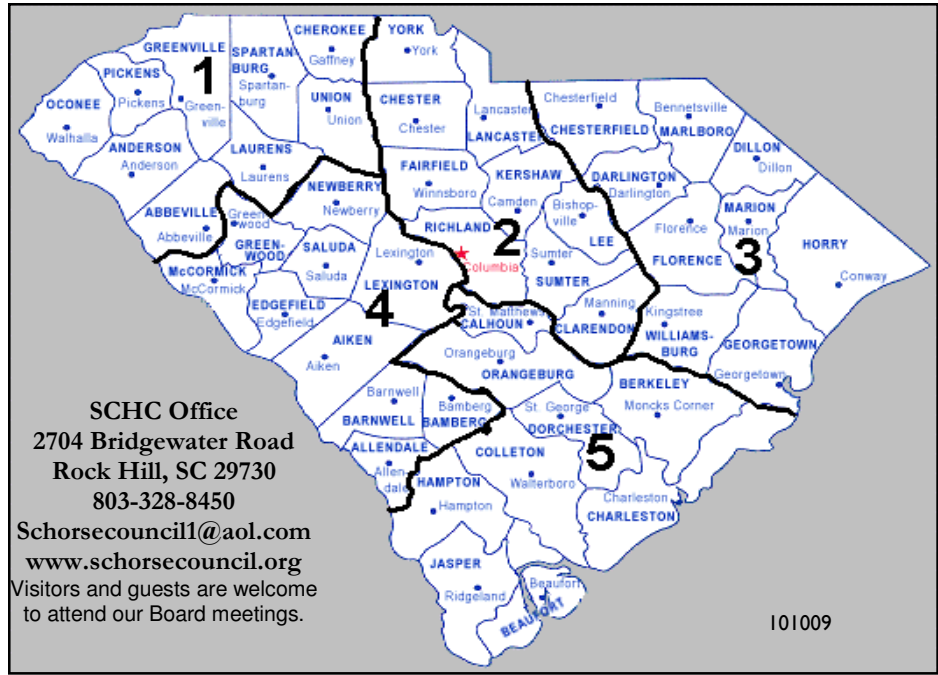 CHEROKEE
YORK
GREENVILLE
SPARTAN
BURG
Gaffney
York
1
PICKENS
Spartan-
burg
OCONEE
Pickens
Green-
ville
UNION
Union
CHESTER
Chester
Lancaster
LANCASTER
Chesterfield
CHESTERFIELD
Bennetsville
MARLBORO
Walhalla
ANDERSON
Anderson
LAURENS
Laurens
DILLON
Dillon
FAIRFIELD
Winnsboro
KERSHAW
Camden
DARLINGTON
Darlington
NEWBERRY
Newberry
ABBEVILLE
Abbeville
Green-
wood
GREEN-
WOOD
SALUDA
Saluda
RICHLAND
2
Bishop-
ville
LEE
Florence
FLORENCE
MARION
Marion
3
HORRY
Conway
Lexington
LEXINGTON
Columbia
Sumter
SUMTER
McCORMICK
McCormick
EDGEFIELD
Edgefield
4
St. Matthews
CALHOUN
Manning
CLARENDON
Kingstree
WILLIAMS-
BURG
GEORGETOWN
Georgetown
AIKEN
Aiken
Orangeburg
ORANGEBURG
BERKELEY
Moncks Corner
Barnwell
BARNWELL
Bamberg
BAMBERG
St. George
DORCHESTER
5
ALLENDALE
Allen-
dale
COLLETON
Walterboro
HAMPTON
Hampton
Charleston
CHARLESTON
JASPER
Ridgeland
Beaufort
BEAUFORT
SCHC Office
2704 Bridgewater Road
Rock Hill, SC 29730
803-328-8450
Schorsecouncil1@aol.com
www.schorsecouncil.org
Visitors and guests are welcome
to attend our Board meetings.
101009